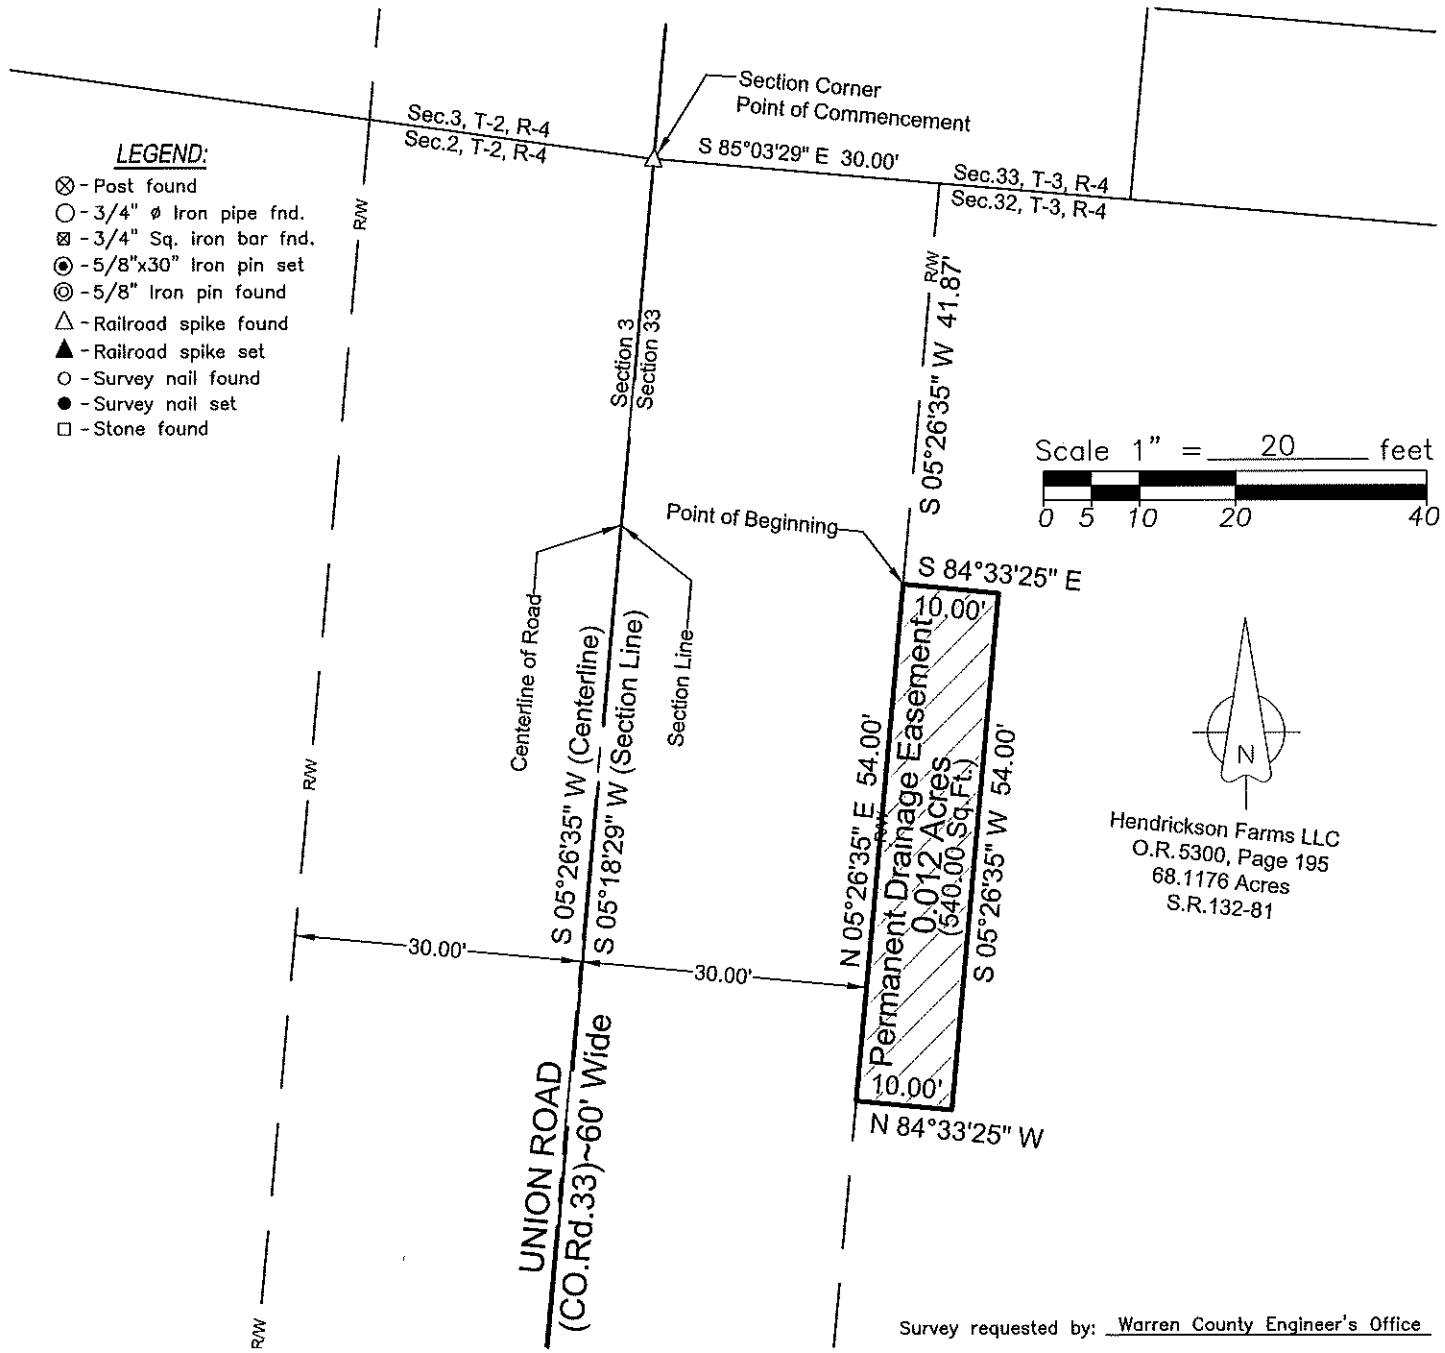 Section Corner
Point of Commencement
Sec.3, T-2, R-4
Sec.2, T-2, R-4
S 85°03'29" E 30.00'
Sec.33, T-3, R-4
Sec.32, T-3, R-4
LEGEND:
- Post found
- 3/4" ø Iron pipe fnd.
- 3/4" Sq. iron bar fnd.
- 5/8"x30" Iron pin set
- 5/8" Iron pin found
- Railroad spike found
- Railroad spike set
- Survey nail found
- Survey nail set
- Stone found
R/W
R/W
R/W
Section 3
Section 33
R/W
S 05°26'35" W 41.87'
Scale 1" = 20 feet
0 5 10 20 40
Point of Beginning
S 84°33'25" E
10.00'
Centerline of Road
S 05°26'35" W (Centerline)
S 05°18'29" W (Section Line)
Section Line
N 05°26'35" E 54.00'
R/W
Permanent Drainage Easement
0.012 Acres
(540.00 Sq.Ft.)
S 05°26'35" W 54.00'
N
Hendrickson Farms LLC
O.R.5300, Page 195
68.1176 Acres
S.R.132-81
30.00'
30.00'
10.00'
N 84°33'25" W
UNION ROAD
(CO.Rd.33)~60' Wide
Survey requested by: Warren County Engineer's Office